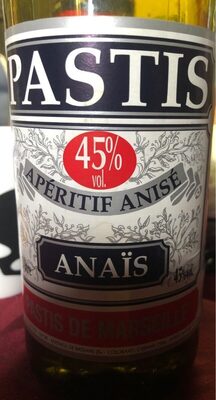 PASTIS
45%
vol.
APÉRITIF ANISÉ
ANAÏS
45%vol.
PASTIS DE MARSEILLE